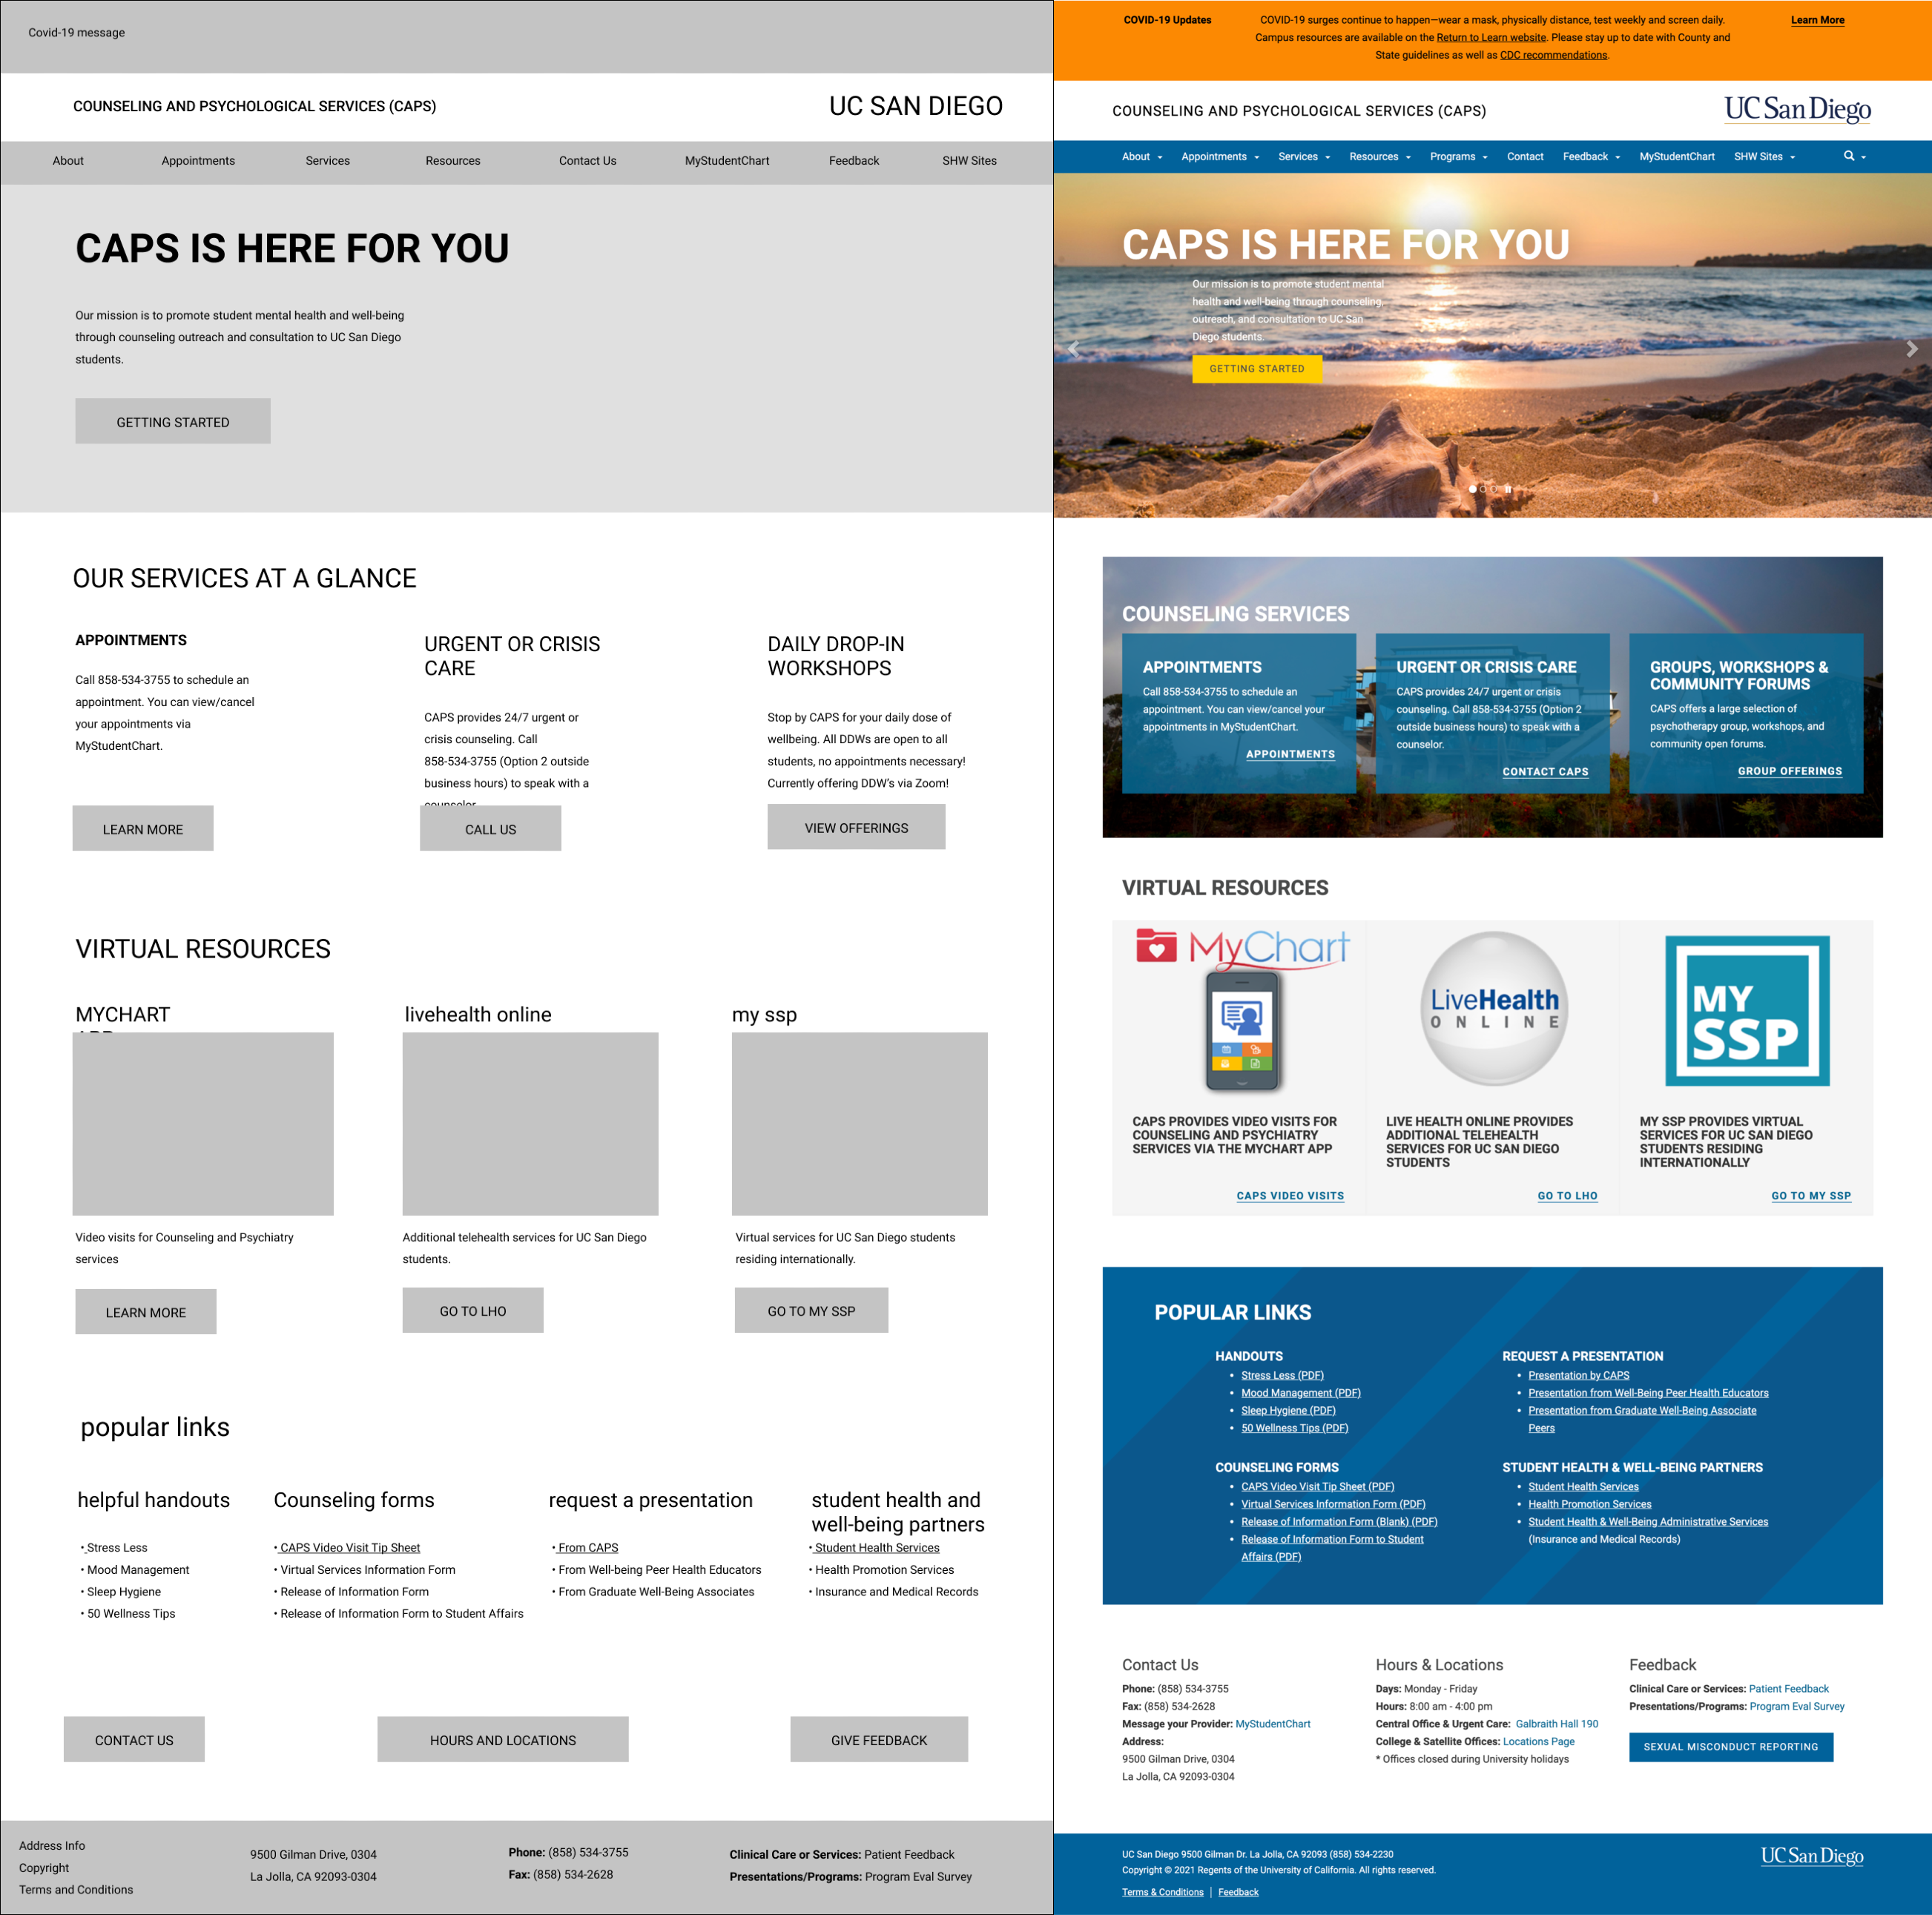 Covid-19 message
COUNSELING AND PSYCHOLOGICAL SERVICES (CAPS)
UC SAN DIEGO
About
Appointments
Services
Resources
Contact Us
MyStudentChart
Feedback
SHW Sites
CAPS IS HERE FOR YOU
Our mission is to promote student mental health and well-being
through counseling outreach and consultation to UC San Diego
students.
GETTING STARTED
OUR SERVICES AT A GLANCE
APPOINTMENTS
Call 858-534-3755 to schedule an
appointment. You can view/cancel
your appointments via
MyStudentChart.
LEARN MORE
URGENT OR CRISIS
CARE
CAPS provides 24/7 urgent or
crisis counseling. Call
858-534-3755 (Option 2 outside
business hours) to speak with a
counselor
CALL US
DAILY DROP-IN
WORKSHOPS
Stop by CAPS for your daily dose of
wellbeing. All DDWs are open to all
students, no appointments necessary!
Currently offering DDW's via Zoom!
VIEW OFFERINGS
VIRTUAL RESOURCES
MYCHART
APP
Video visits for Counseling and Psychiatry
services
LEARN MORE
livehealth online
Additional telehealth services for UC San Diego
students.
GO TO LHO
my ssp
Virtual services for UC San Diego students
residing internationally.
GO TO MY SSP
popular links
helpful handouts
• Stress Less
• Mood Management
• Sleep Hygiene
• 50 Wellness Tips
Counseling forms
• CAPS Video Visit Tip Sheet
• Virtual Services Information Form
• Release of Information Form
• Release of Information Form to Student Affairs
request a presentation
• From CAPS
• From Well-being Peer Health Educators
• From Graduate Well-Being Associates
student health and
well-being partners
• Student Health Services
• Health Promotion Services
• Insurance and Medical Records
CONTACT US
HOURS AND LOCATIONS
GIVE FEEDBACK
Address Info
Copyright
Terms and Conditions
9500 Gilman Drive, 0304
La Jolla, CA 92093-0304
Phone: (858) 534-3755
Fax: (858) 534-2628
Clinical Care or Services: Patient Feedback
Presentations/Programs: Program Eval Survey
COVID-19 Updates
COVID-19 surges continue to happen—wear a mask, physically distance, test weekly and screen daily.
Campus resources are available on the Return to Learn website. Please stay up to date with County and
State guidelines as well as CDC recommendations.
Learn More
COUNSELING AND PSYCHOLOGICAL SERVICES (CAPS)
UC San Diego
About
Appointments
Services
Resources
Programs
Contact
Feedback
MyStudentChart
SHW Sites
CAPS IS HERE FOR YOU
Our mission is to promote student mental
health and well-being through counseling,
outreach, and consultation to UC San
Diego students.
GETTING STARTED
COUNSELING SERVICES
APPOINTMENTS
Call 858-534-3755 to schedule an
appointment. You can view/cancel your
appointments in MyStudentChart.
APPOINTMENTS
URGENT OR CRISIS CARE
CAPS provides 24/7 urgent or crisis
counseling. Call 858-534-3755 (Option 2
outside business hours) to speak with a
counselor.
CONTACT CAPS
GROUPS, WORKSHOPS &
COMMUNITY FORUMS
CAPS offers a large selection of
psychotherapy group, workshops, and
community open forums.
GROUP OFFERINGS
VIRTUAL RESOURCES
MyChart
CAPS PROVIDES VIDEO VISITS FOR
COUNSELING AND PSYCHIATRY
SERVICES VIA THE MYCHART APP
CAPS VIDEO VISITS
LiveHealth
ONLINE
LIVE HEALTH ONLINE PROVIDES
ADDITIONAL TELEHEALTH
SERVICES FOR UC SAN DIEGO
STUDENTS
GO TO LHO
MY
SSP
MY SSP PROVIDES VIRTUAL
SERVICES FOR UC SAN DIEGO
STUDENTS RESIDING
INTERNATIONALLY
GO TO MY SSP
POPULAR LINKS
HANDOUTS
• Stress Less (PDF)
• Mood Management (PDF)
• Sleep Hygiene (PDF)
• 50 Wellness Tips (PDF)
REQUEST A PRESENTATION
• Presentation by CAPS
• Presentation from Well-Being Peer Health Educators
• Presentation from Graduate Well-Being Associate
Peers
COUNSELING FORMS
• CAPS Video Visit Tip Sheet (PDF)
• Virtual Services Information Form (PDF)
• Release of Information Form (Blank) (PDF)
• Release of Information Form to Student
Affairs (PDF)
STUDENT HEALTH & WELL-BEING PARTNERS
• Student Health Services
• Health Promotion Services
• Student Health & Well-Being Administrative Services
(Insurance and Medical Records)
Contact Us
Phone: (858) 534-3755
Fax: (858) 534-2628
Message your Provider: MyStudentChart
Address:
9500 Gilman Drive, 0304
La Jolla, CA 92093-0304
Hours & Locations
Days: Monday - Friday
Hours: 8:00 am - 4:00 pm
Central Office & Urgent Care: Galbraith Hall 190
College & Satellite Offices: Locations Page
* Offices closed during University holidays
Feedback
Clinical Care or Services: Patient Feedback
Presentations/Programs: Program Eval Survey
SEXUAL MISCONDUCT REPORTING
UC San Diego 9500 Gilman Dr. La Jolla, CA 92093 (858) 534-2230
Copyright © 2021 Regents of the University of California. All rights reserved.
Terms & Conditions | Feedback
UC San Diego